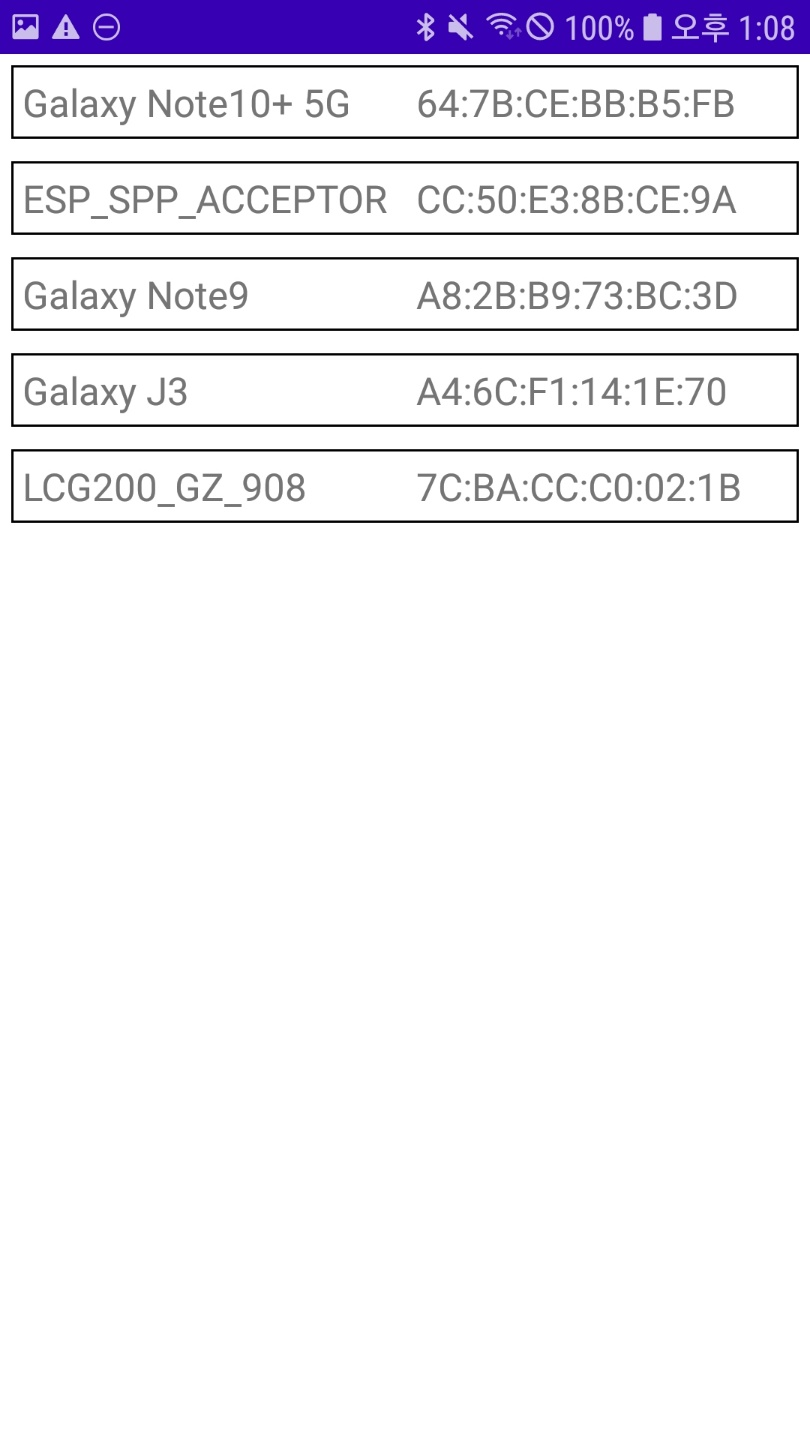 100% 오후 1:08
Galaxy Note10+ 5G 64:7B:CE:BB:B5:FB
ESP_SPP_ACCEPTOR CC:50:E3:8B:CE:9A
Galaxy Note9 A8:2B:B9:73:BC:3D
Galaxy J3 A4:6C:F1:14:1E:70
LCG200_GZ_908 7C:BA:CC:C0:02:1B